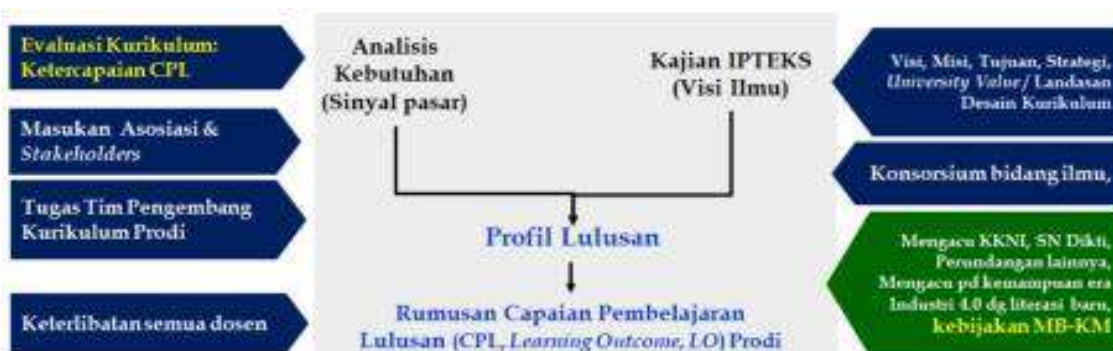 Evaluasi Kurikulum:
Ketercapaian CPL
Masukan Asosiasi &
Stakeholders
Tugas Tim Pengembang
Kurikulum Prodi
Keterlibatan semua dosen
Analisis
Kebutuhan
(Sinyal pasar)
Kajian IPTEKS
(Visi Ilmu)
Profil Lulusan
Rumusan Capaian Pembelajaran
Lulusan (CPL, Learning Outcome, LO) Prodi
Visi, Misi, Tujuan, Strategi,
University Value/ Landasan
Desain Kurikulum
Konsorsium bidang ilmu,
Mengacu KKNI, SN Dikti,
Perundangan lainnya,
Mengacu pd kemampuan era
Industri 4.0 dg literasi baru,
kebijakan MB-KM